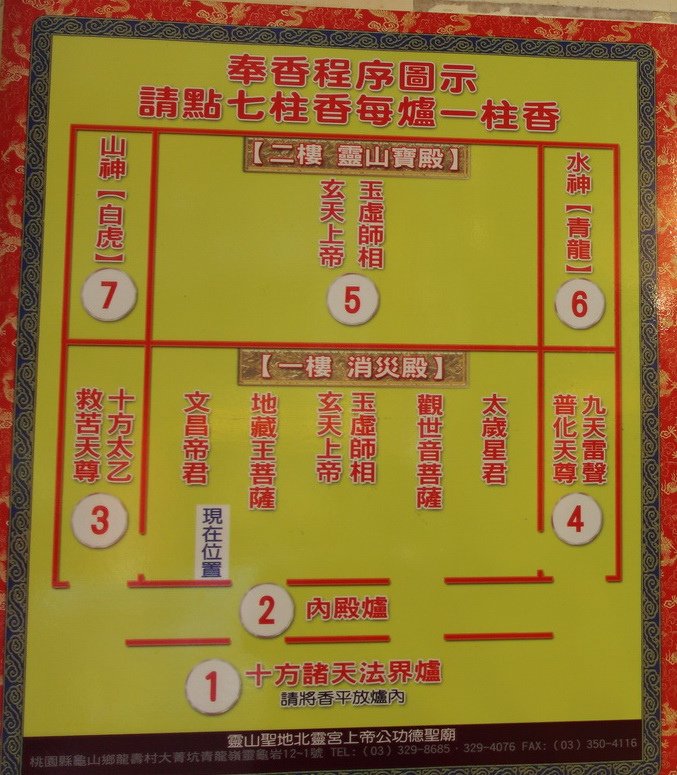 奉香程序圖示
請點七柱香每爐一柱香
山神【白虎】
7
【二樓 靈山寶殿】
玉虛師相
玄天上帝
5
水神【青龍】
6
【一樓 消災殿】
十方太乙
救苦天尊
3
文昌帝君
地藏王菩薩
玉虛師相
玄天上帝
觀世音菩薩
太歲星君
九天雷聲
普化天尊
4
現在位置
2 內殿爐
1 十方諸天法界爐
請將香平放爐內
靈山聖地北靈宮上帝公功德聖廟
桃園縣龜山鄉龍壽村大菁坑青龍嶺靈龜岩12-1號 TEL:(03) 329-8685 · 329-4076 FAX: (03) 350-4116